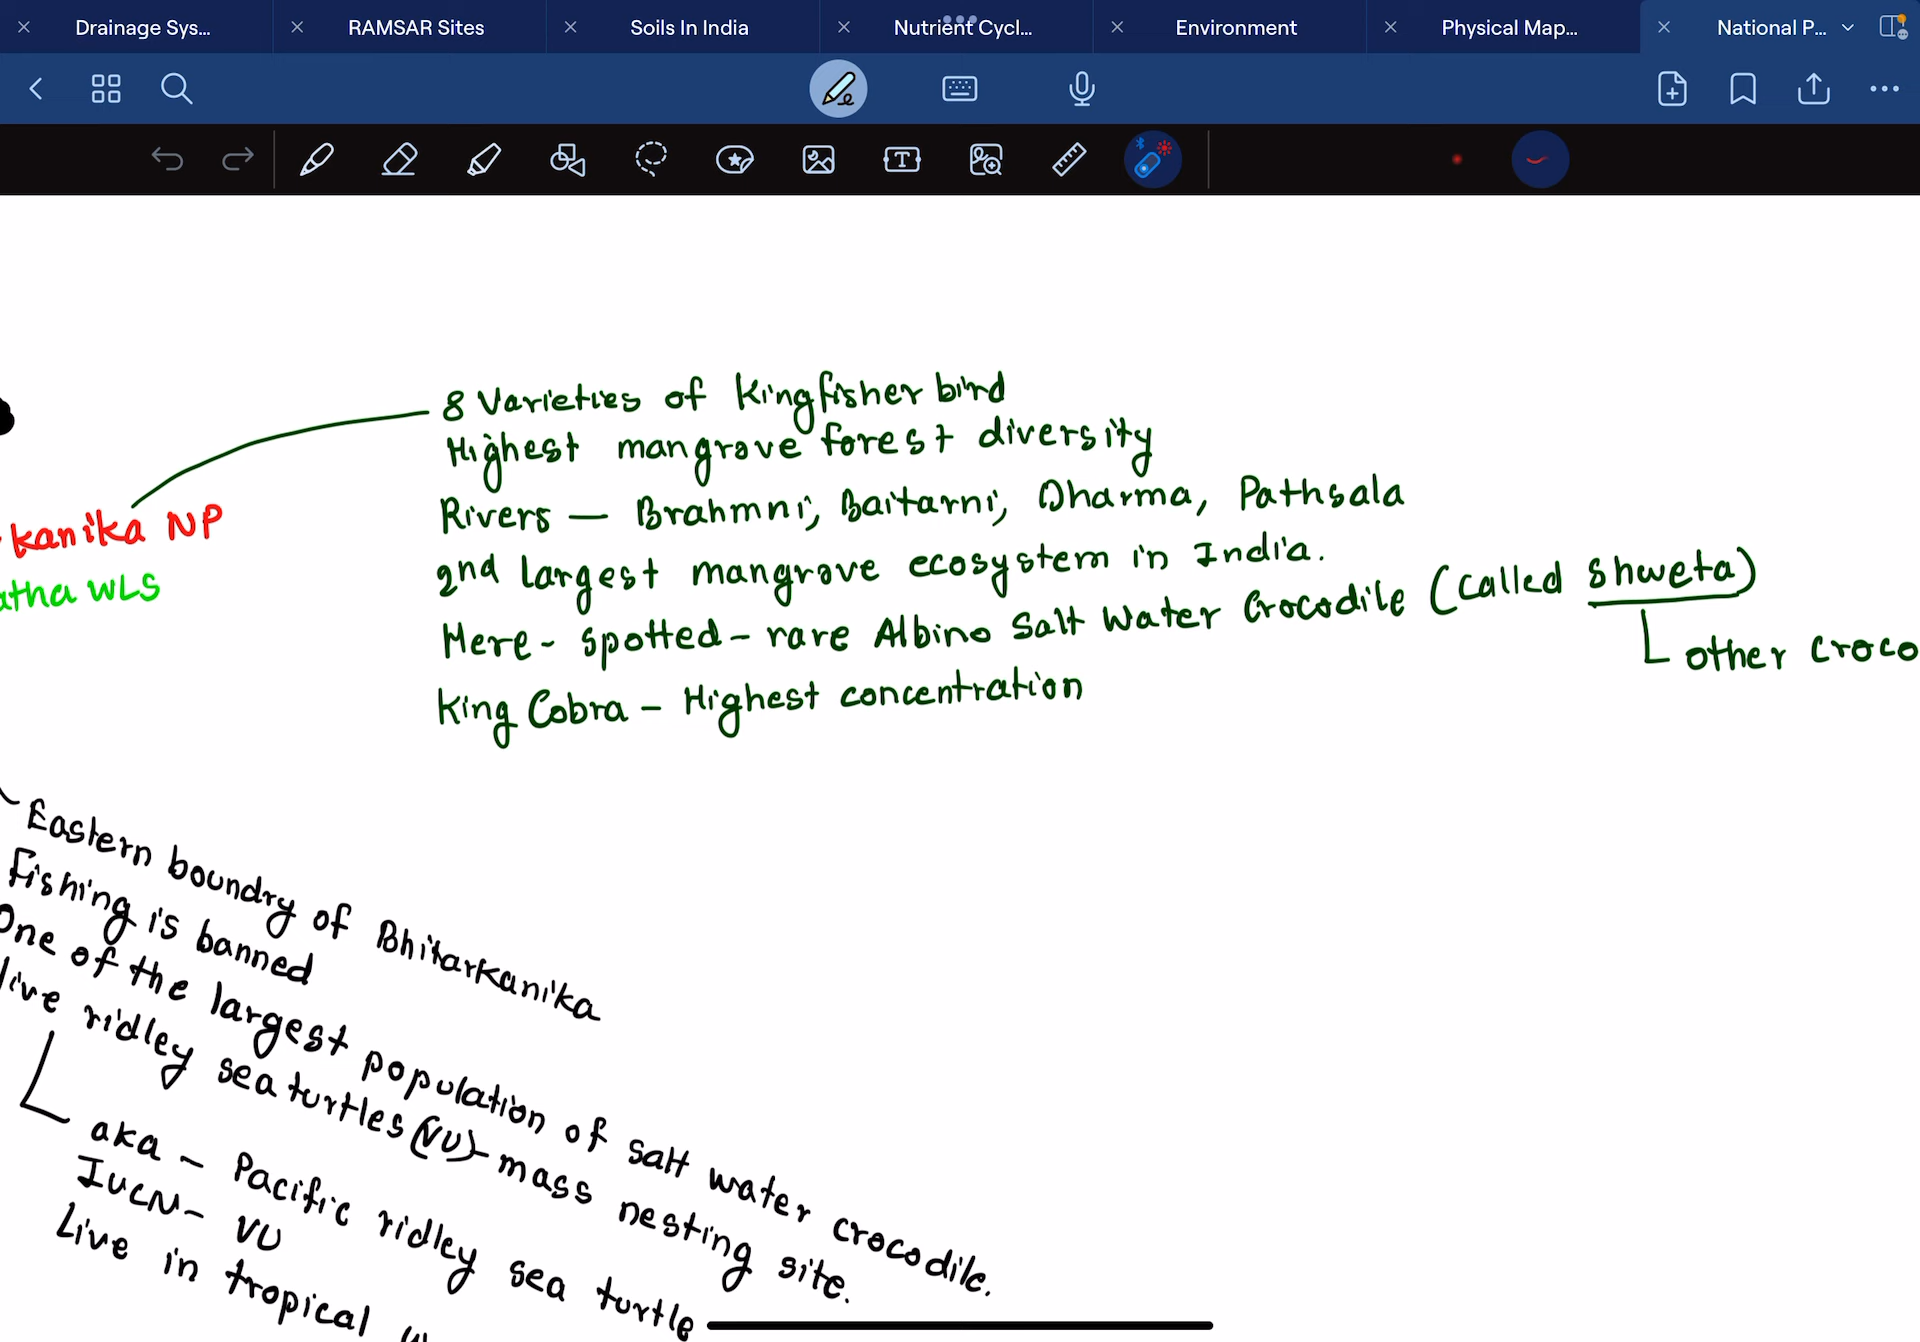 Drainage Sys...
RAMSAR Sites
Soils In India
Nutrient Cycl...
Environment
Physical Map...
National P...
8 Varieties of Kingfisher bird
Highest mangrove forest diversity
Rivers — Brahmni, Baitarni, Dharma, Pathsala
kanika NP
2nd largest mangrove ecosystem in India.
atha WLS
Here - spotted - rare Albino Salt Water Crocodile (called Shweta)
other croco
King Cobra - Highest concentration
Eastern boundry of Bhitarkanika
Fishing is banned
One of the largest population of salt water crocodile.
live ridley sea turtles (VU) - mass nesting site.
aka - Pacific ridley sea turtle
IUCN - VU
Live in tropical